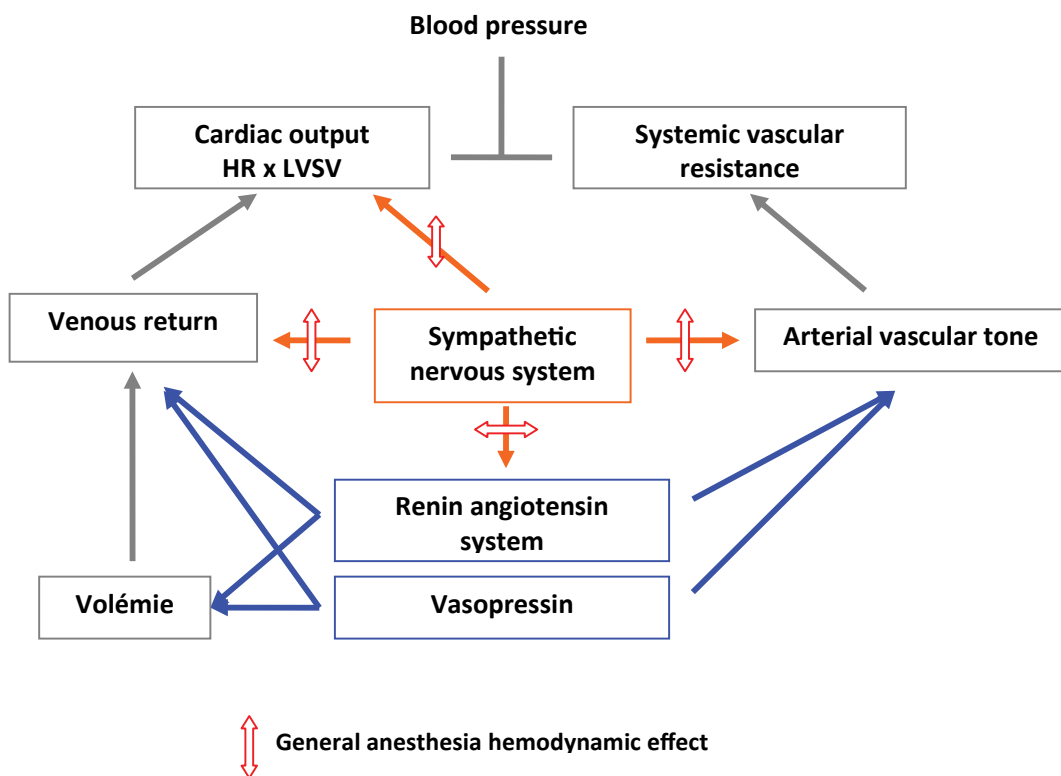 Blood pressure
Cardiac output
HR x LVSV
Systemic vascular
resistance
Venous return
Sympathetic
nervous system
Arterial vascular tone
Renin angiotensin
system
Volémie
Vasopressin
General anesthesia hemodynamic effect